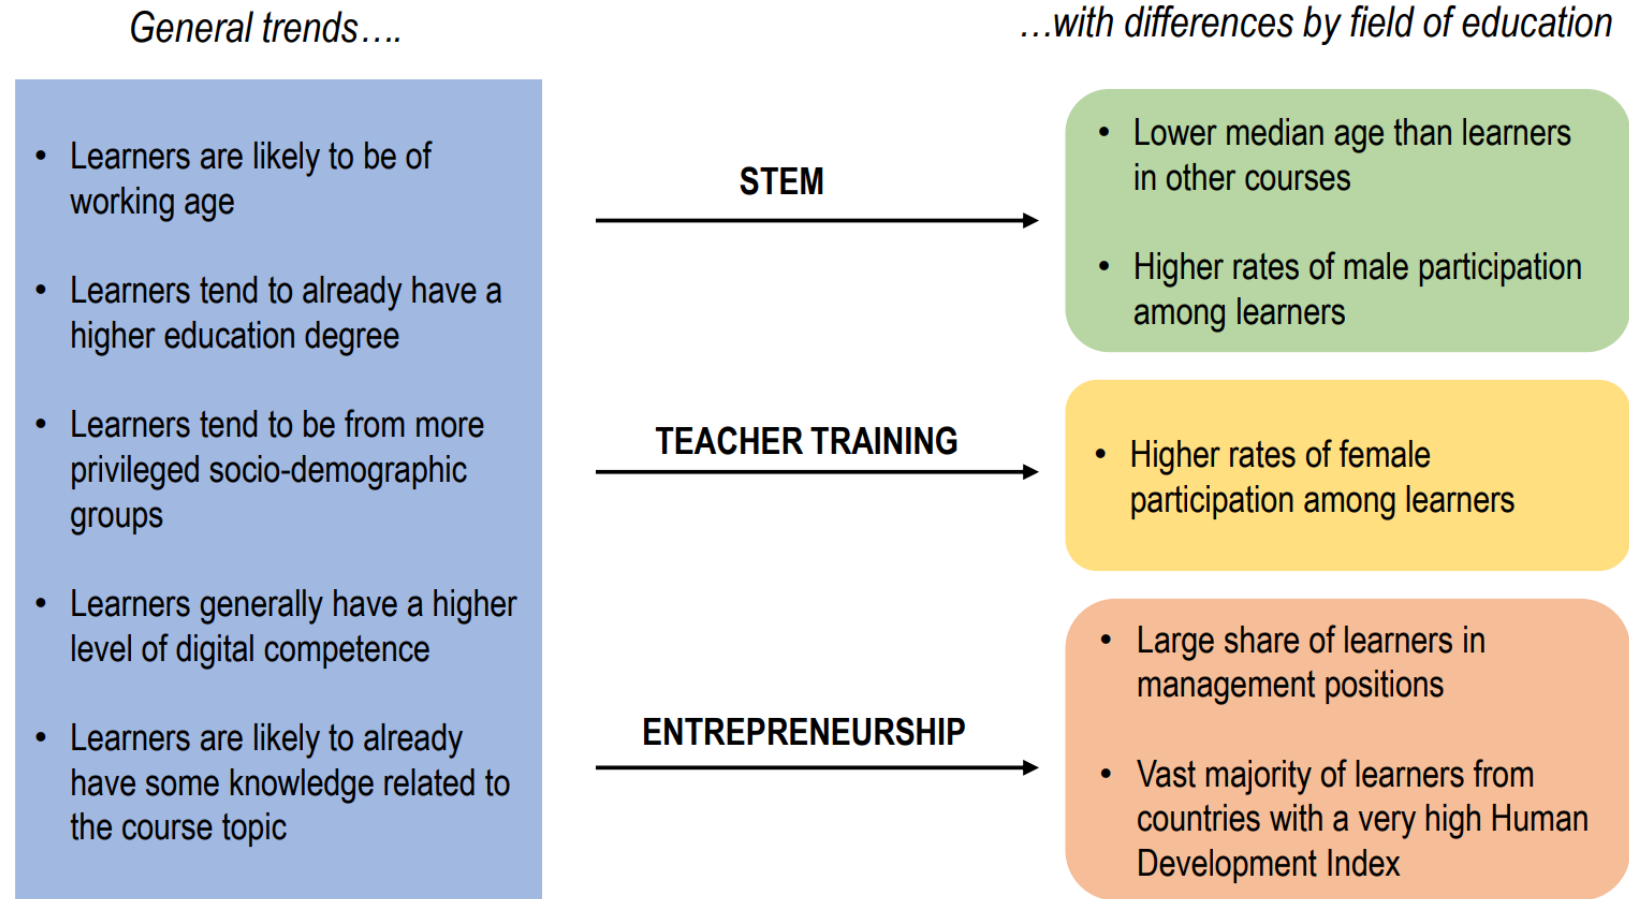 General trends….
…with differences by field of education
• Learners are likely to be of
working age
• Learners tend to already have a
higher education degree
• Learners tend to be from more
privileged socio-demographic
groups
• Learners generally have a higher
level of digital competence
• Learners are likely to already
have some knowledge related to
the course topic
STEM
• Lower median age than learners
in other courses
• Higher rates of male participation
among learners
TEACHER TRAINING
• Higher rates of female
participation among learners
ENTREPRENEURSHIP
• Large share of learners in
management positions
• Vast majority of learners from
countries with a very high Human
Development Index